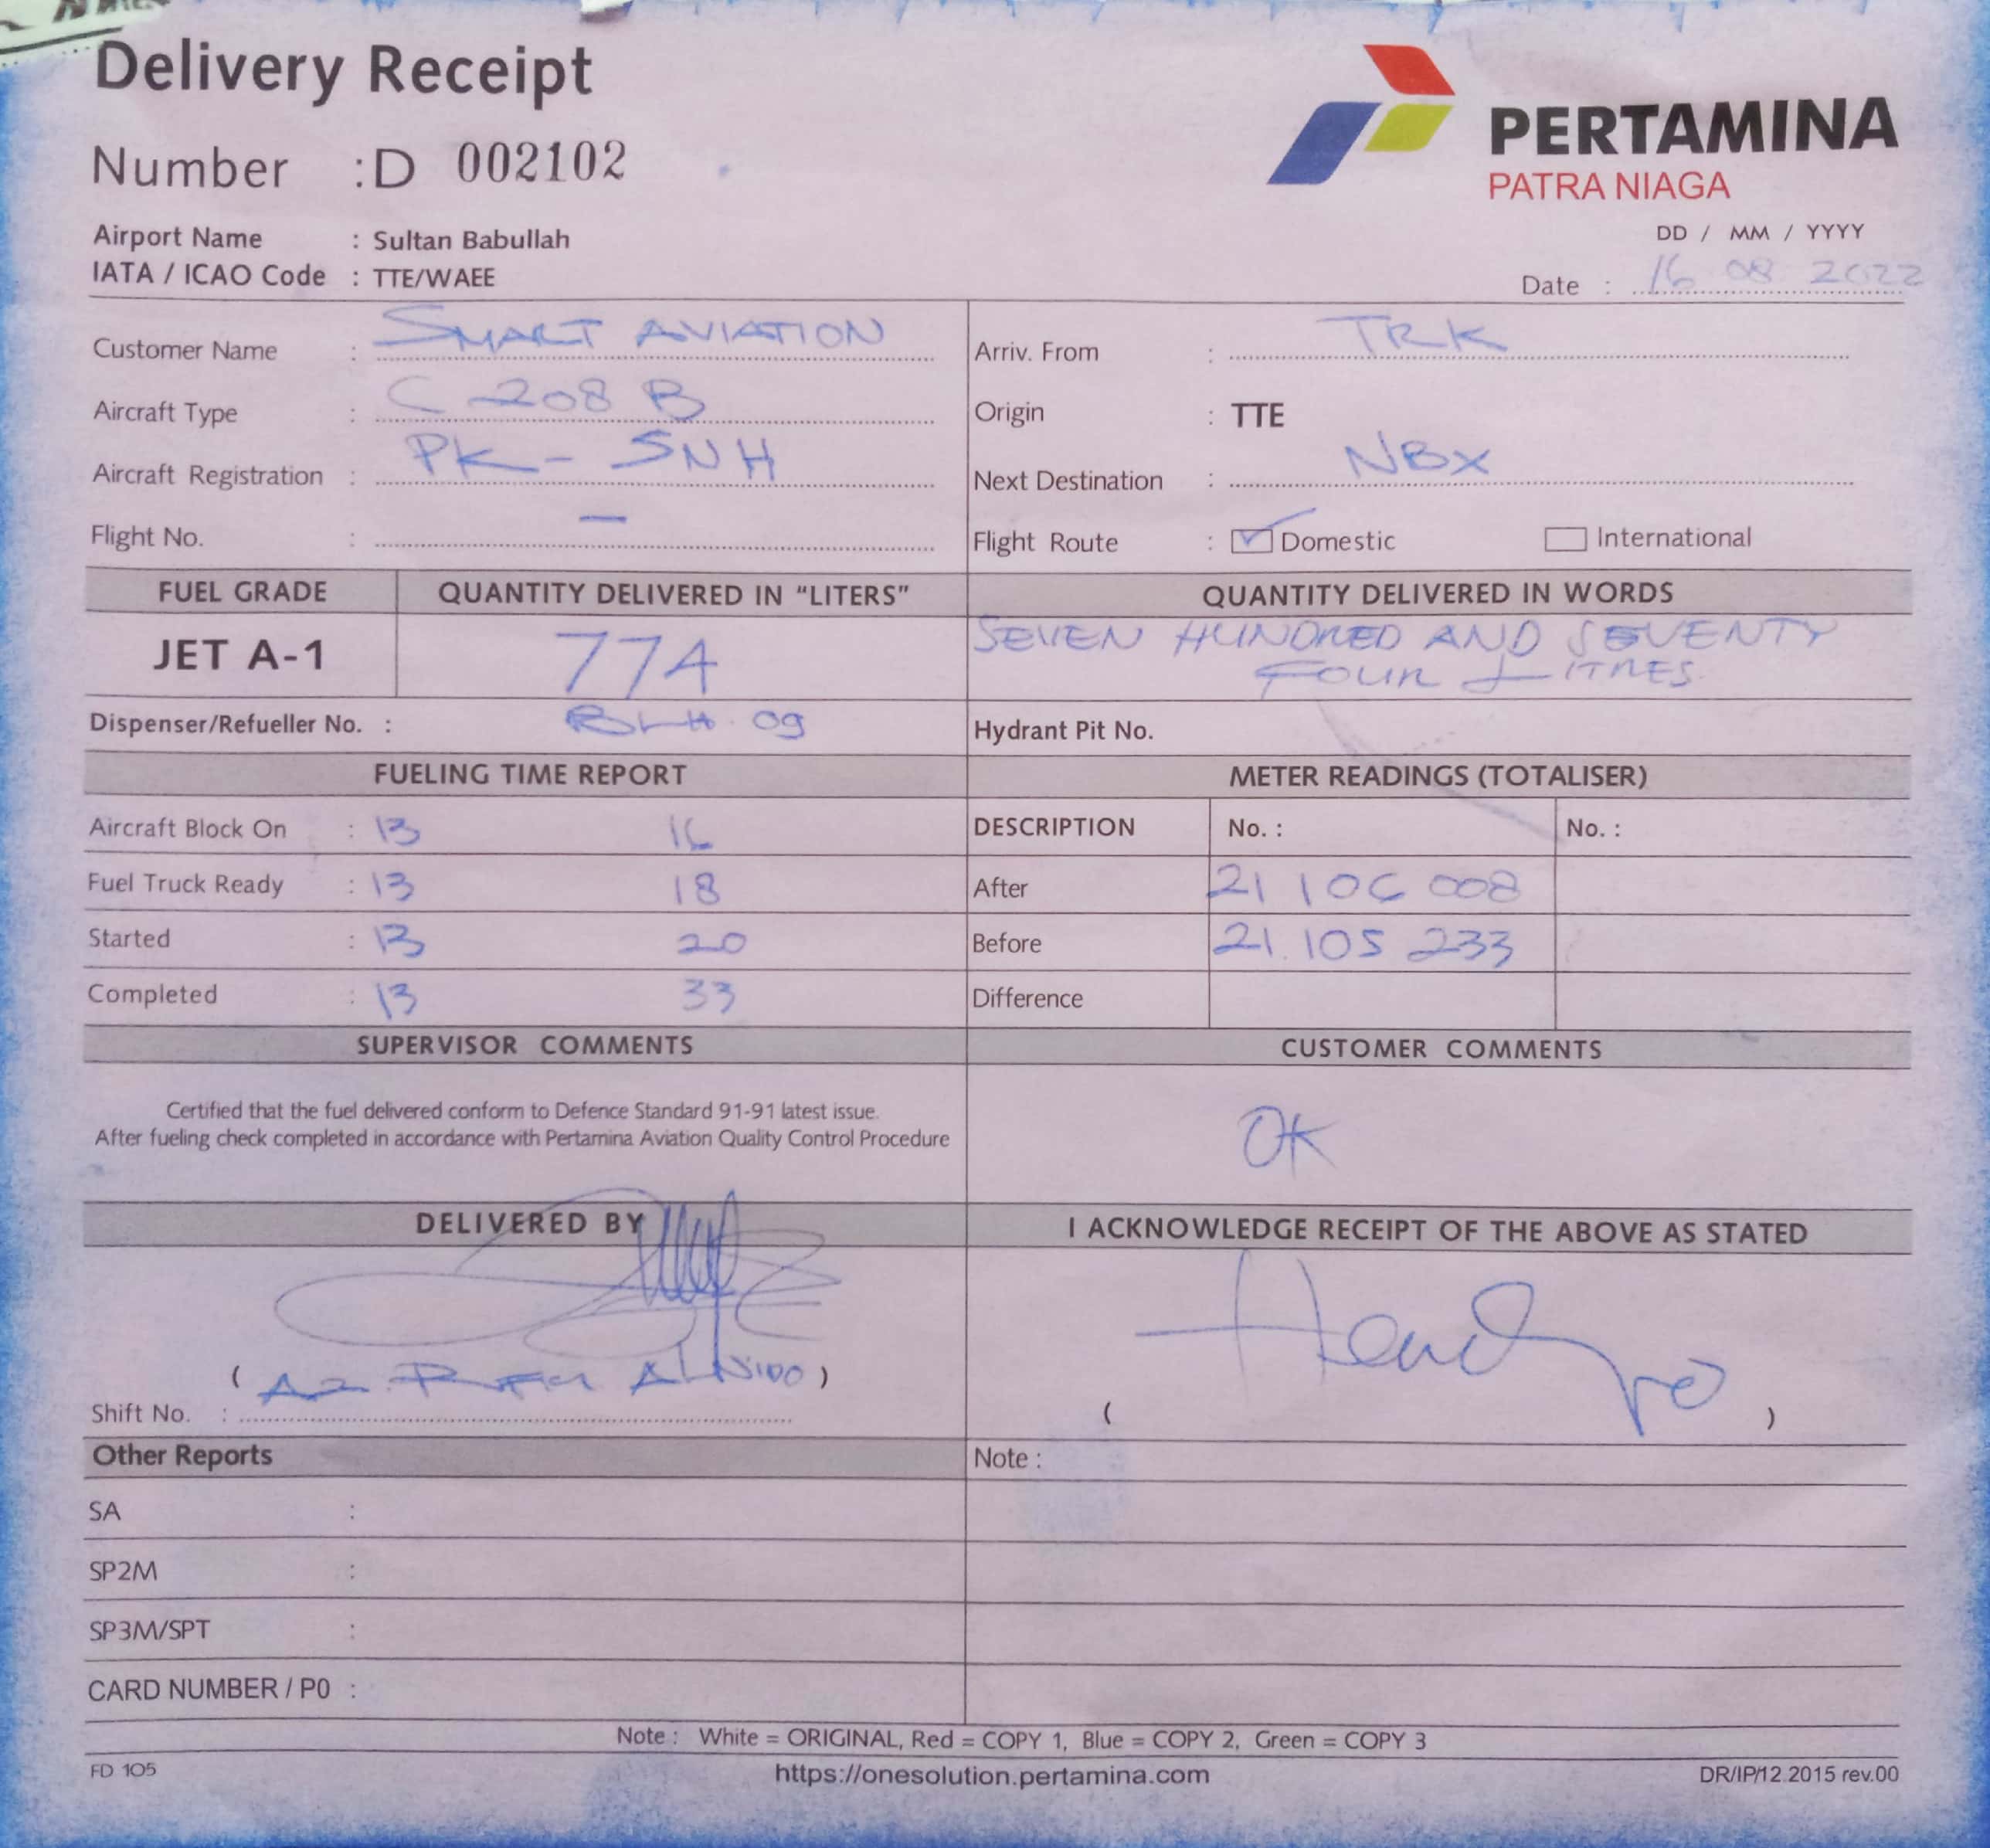 Delivery Receipt
Number :D 002102
PERTAMINA
PATRA NIAGA
Airport Name : Sultan Babullah
IATA / ICAO Code : TTE/WAEE
DD / MM / YYYY
Date : 16 08 2022
Customer Name : SMART AVIATION
Arriv. From : TRK
Aircraft Type : C 208 B
Origin : TTE
Aircraft Registration : PK - SNH
Next Destination : NBX
Flight No. : —
Flight Route : Domestic International
FUEL GRADE QUANTITY DELIVERED IN "LITERS" QUANTITY DELIVERED IN WORDS
JET A-1 774 SEVEN HUNDRED AND SEVENTY
FOUR LITRES
Dispenser/Refueller No. : BLH 09 Hydrant Pit No.
FUELING TIME REPORT METER READINGS (TOTALISER)
Aircraft Block On : 13 16 DESCRIPTION No. : No. :
Fuel Truck Ready : 13 18 After 21 106 008
Started : 13 20 Before 21.105 233
Completed : 13 33 Difference
SUPERVISOR COMMENTS CUSTOMER COMMENTS
Certified that the fuel delivered conform to Defence Standard 91-91 latest issue.
After fueling check completed in accordance with Pertamina Aviation Quality Control Procedure
OK
DELIVERED BY I ACKNOWLEDGE RECEIPT OF THE ABOVE AS STATED
( )
Shift No. :
( )
Other Reports Note :
SA :
SP2M :
SP3M/SPT :
CARD NUMBER / P0 :
Note : White = ORIGINAL, Red = COPY 1, Blue = COPY 2, Green = COPY 3
FD 105 https://onesolution.pertamina.com DR/IP/12.2015 rev.00